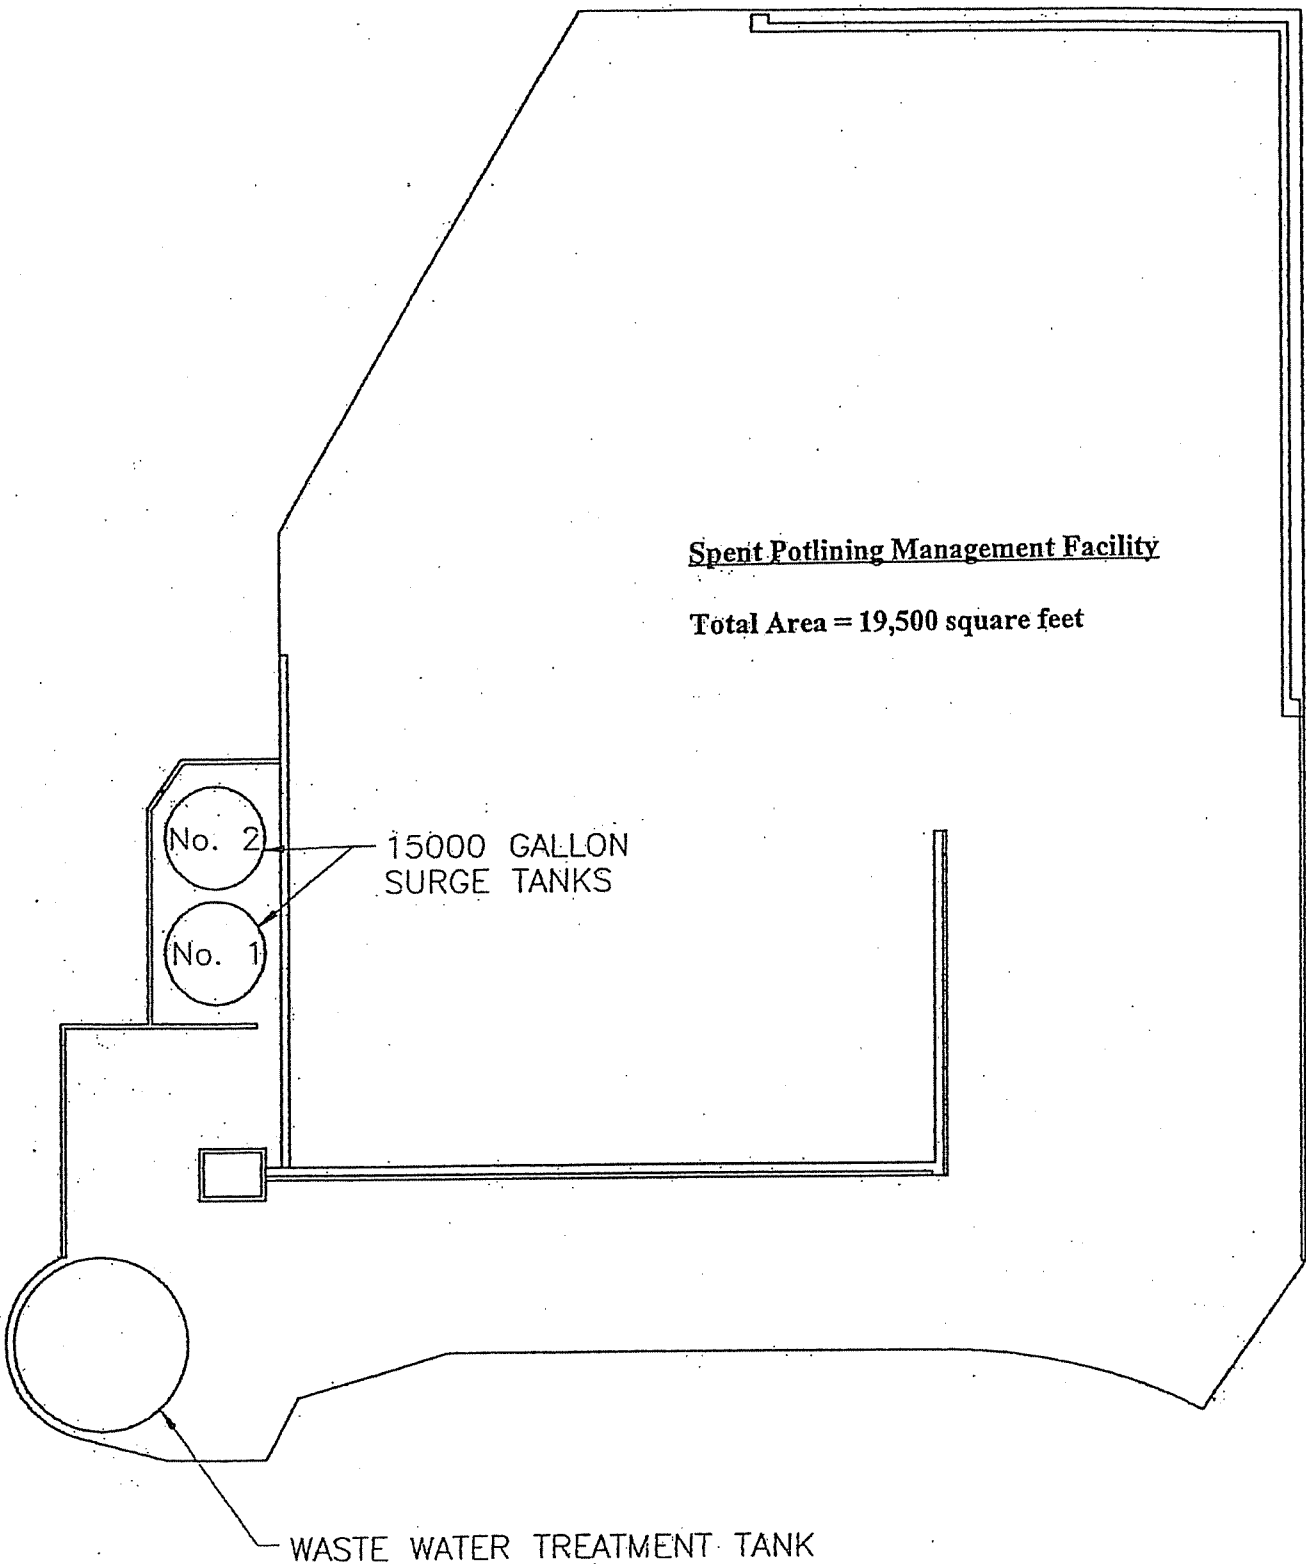 Spent Potlining Management Facility
Total Area = 19,500 square feet
No. 2
15000 GALLON
SURGE TANKS
No. 1
WASTE WATER TREATMENT TANK